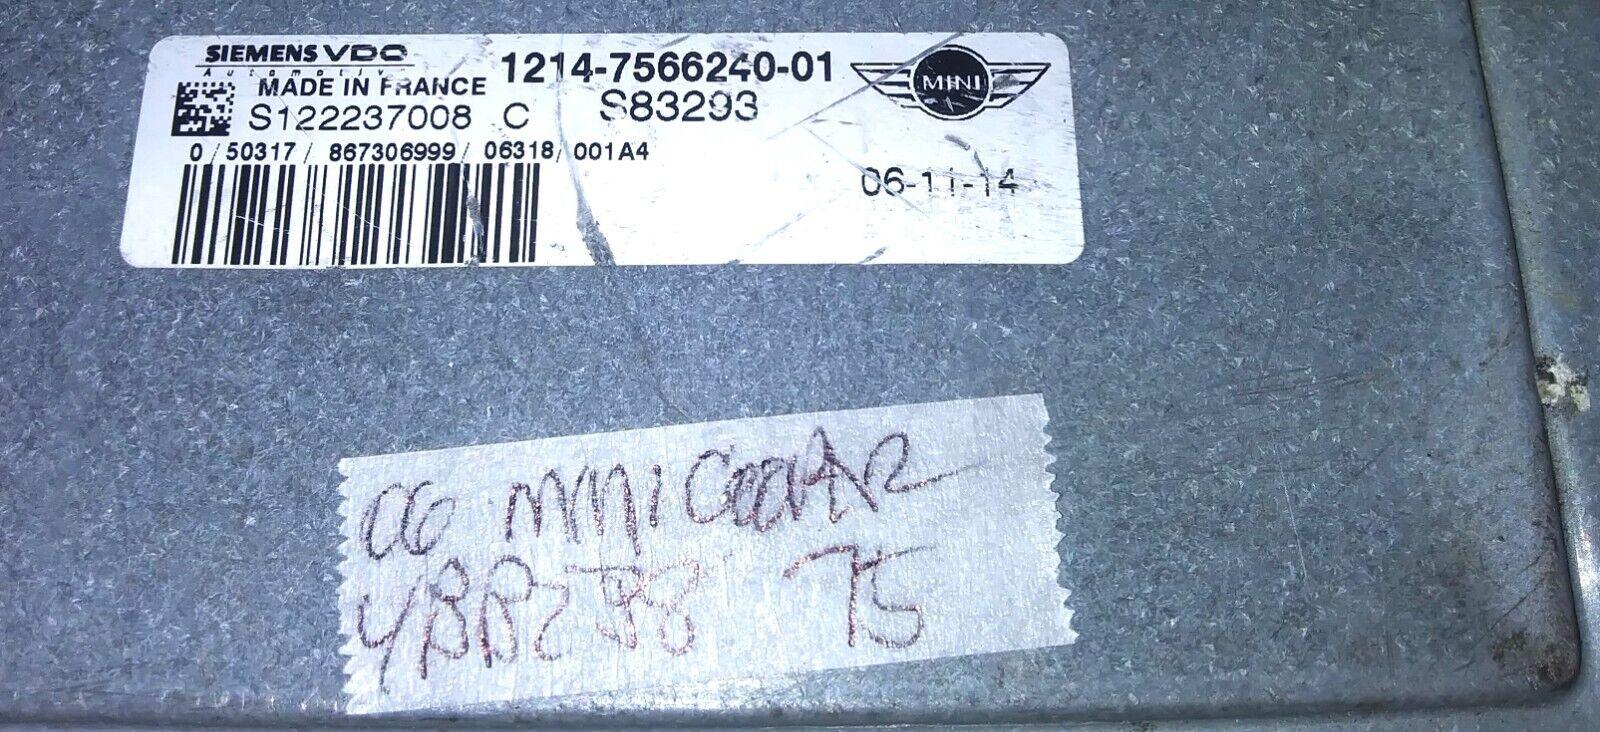 SIEMENS VDO
Automotive
MADE IN FRANCE
1214-7566240-01
S122237008 C S83293
MINI
0/50317/867306999/06318/001A4
06-11-14
06 MINI
75